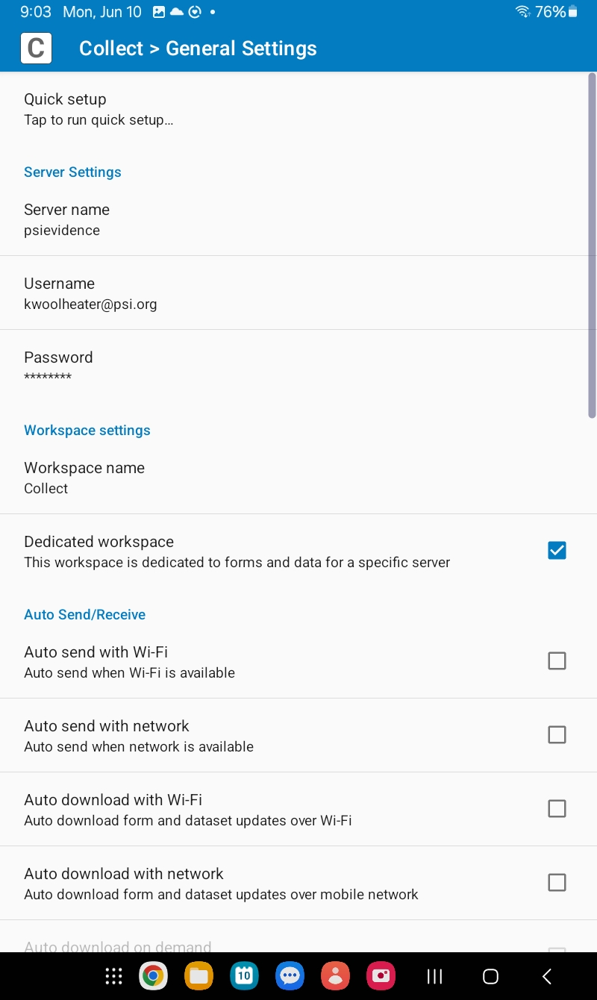 9:03 Mon, Jun 10
76%
C
Collect > General Settings
Quick setup
Tap to run quick setup...
Server Settings
Server name
psievidence
Username
kwoolheater@psi.org
Password
********
Workspace settings
Workspace name
Collect
Dedicated workspace
This workspace is dedicated to forms and data for a specific server
Auto Send/Receive
Auto send with Wi-Fi
Auto send when Wi-Fi is available
Auto send with network
Auto send when network is available
Auto download with Wi-Fi
Auto download form and dataset updates over Wi-Fi
Auto download with network
Auto download form and dataset updates over mobile network
Auto download on demand
10